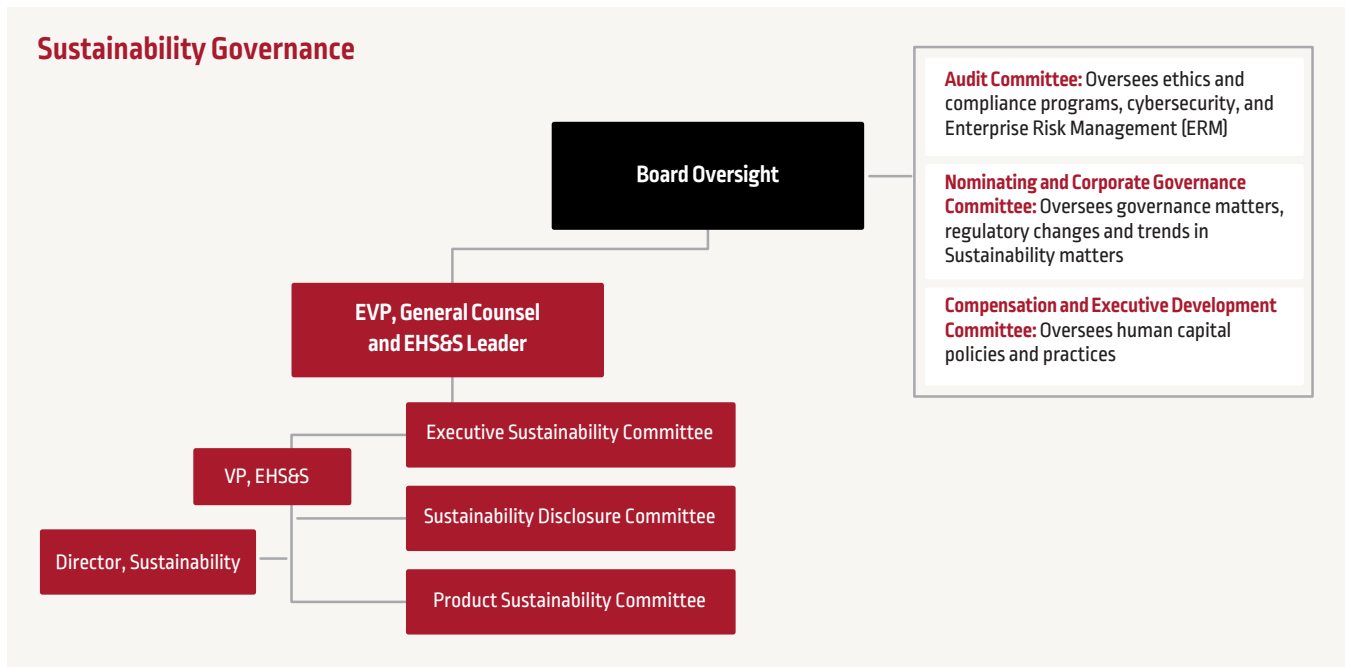 Sustainability Governance
Audit Committee: Oversees ethics and
compliance programs, cybersecurity, and
Enterprise Risk Management (ERM)
Board Oversight
Nominating and Corporate Governance
Committee: Oversees governance matters,
regulatory changes and trends in
Sustainability matters
Compensation and Executive Development
Committee: Oversees human capital
policies and practices
EVP, General Counsel
and EHS&S Leader
Executive Sustainability Committee
VP, EHS&S
Sustainability Disclosure Committee
Director, Sustainability
Product Sustainability Committee